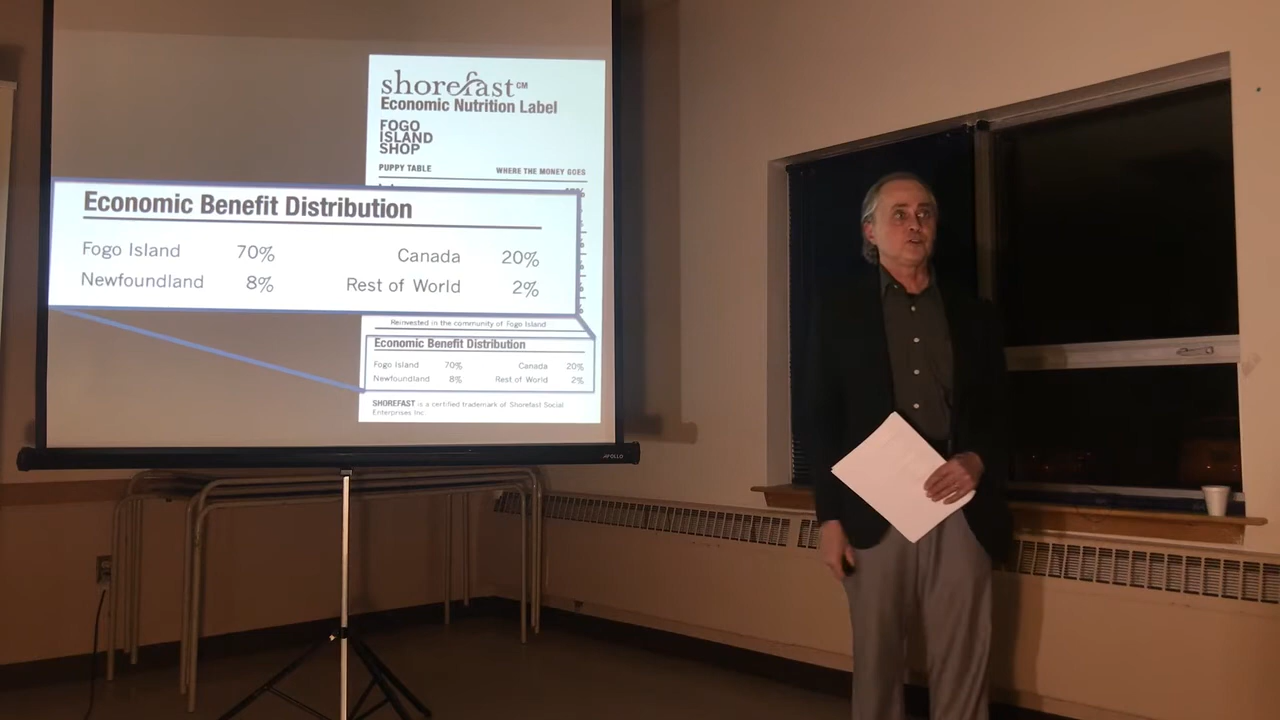 shorefast CM
Economic Nutrition Label
FOGO
ISLAND
SHOP
PUPPY TABLE WHERE THE MONEY GOES
Economic Benefit Distribution
Fogo Island 70% Canada 20%
Newfoundland 8% Rest of World 2%
Reinvested in the community of Fogo Island
Economic Benefit Distribution
Fogo Island 70% Canada 20%
Newfoundland 8% Rest of World 2%
SHOREFAST is a certified trademark of Shorefast Social
Enterprises Inc
APOLLO